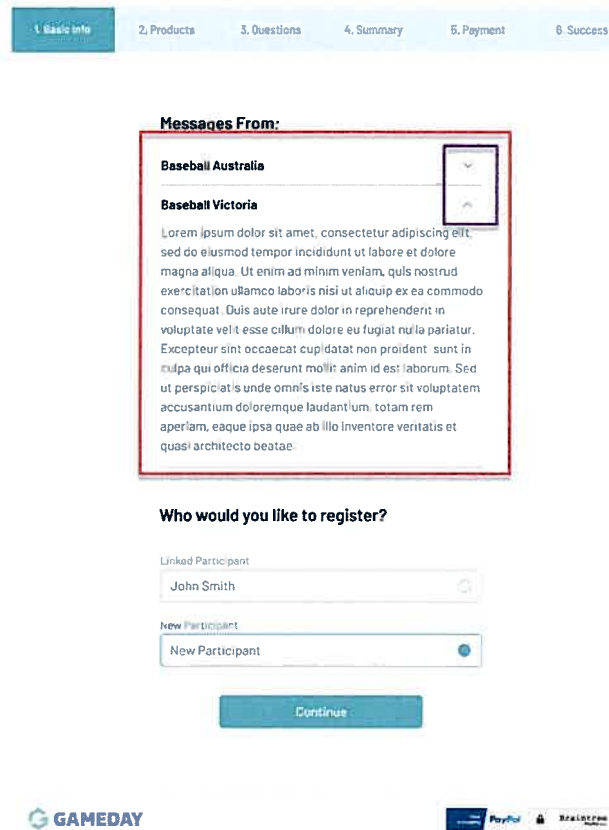 1. Basic Info
2. Products
3. Questions
4. Summary
5. Payment
6 Success
Messages From:
Baseball Australia
Baseball Victoria
Lorem ipsum dolor sit amet, consectetur adipiscing elit,
sed do eiusmod tempor incididunt ut labore et dolore
magna aliqua. Ut enim ad minim veniam, quis nostrud
exercitation ullamco laboris nisi ut aliquip ex ea commodo
consequat. Duis aute irure dolor in reprehenderit in
voluptate velit esse cillum dolore eu fugiat nulla pariatur.
Excepteur sint occaecat cupidatat non proident sunt in
culpa qui officia deserunt mollit anim id est laborum. Sed
ut perspiciatis unde omnis iste natus error sit voluptatem
accusantium doloremque laudantium, totam rem
aperiam, eaque ipsa quae ab illo inventore veritatis et
quasi architecto beatae.
Who would you like to register?
Linked Participant
John Smith
New Participant
New Participant
Continue
GAMEDAY
PayPal
Braintree